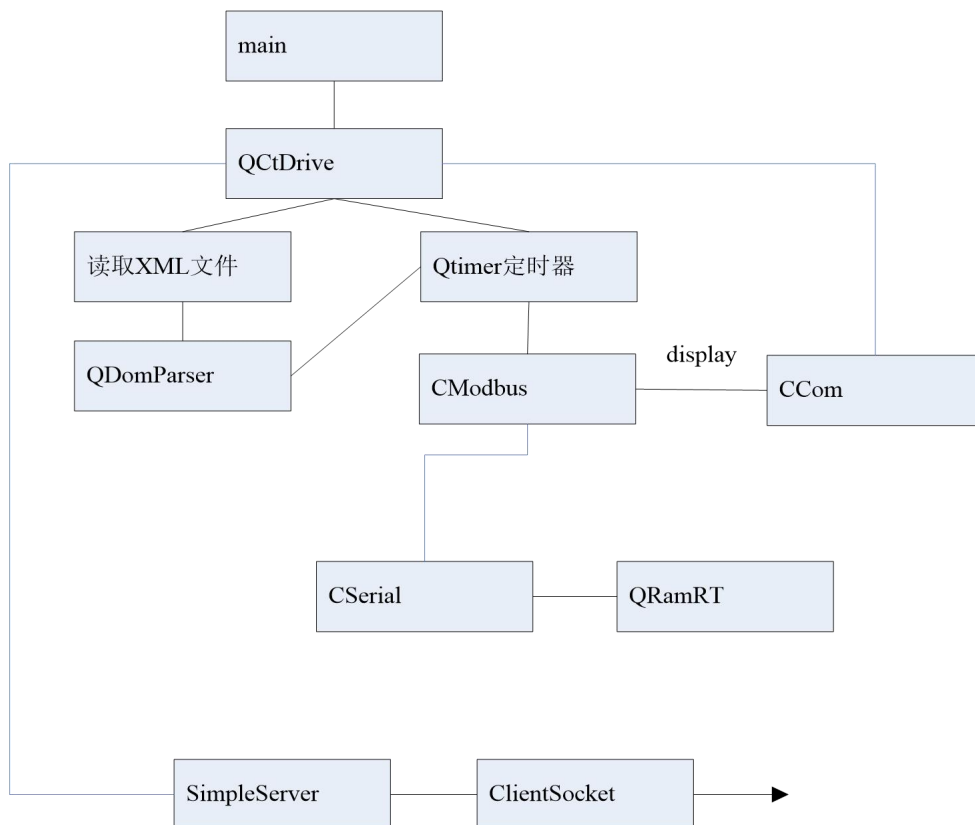 main
QCtDrive
读取XML文件
Qtimer定时器
QDomParser
CModbus
display
CCom
CSerial
QRamRT
SimpleServer
ClientSocket